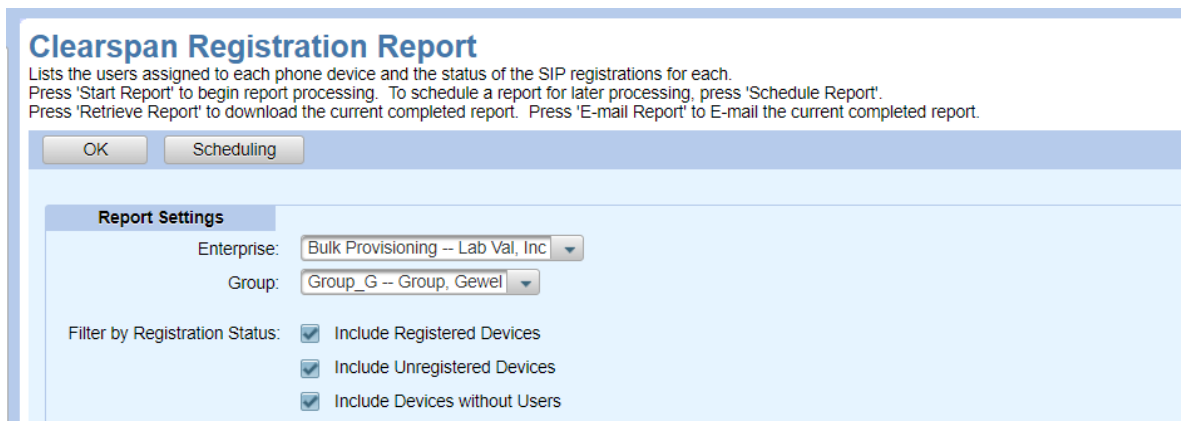 Clearspan Registration Report
Lists the users assigned to each phone device and the status of the SIP registrations for each.
Press 'Start Report' to begin report processing.  To schedule a report for later processing, press 'Schedule Report'.
Press 'Retrieve Report' to download the current completed report.  Press 'E-mail Report' to E-mail the current completed report.
OK Scheduling
Report Settings
Enterprise: Bulk Provisioning -- Lab Val, Inc
Group: Group_G -- Group, Gewel
Filter by Registration Status: Include Registered Devices
Include Unregistered Devices
Include Devices without Users